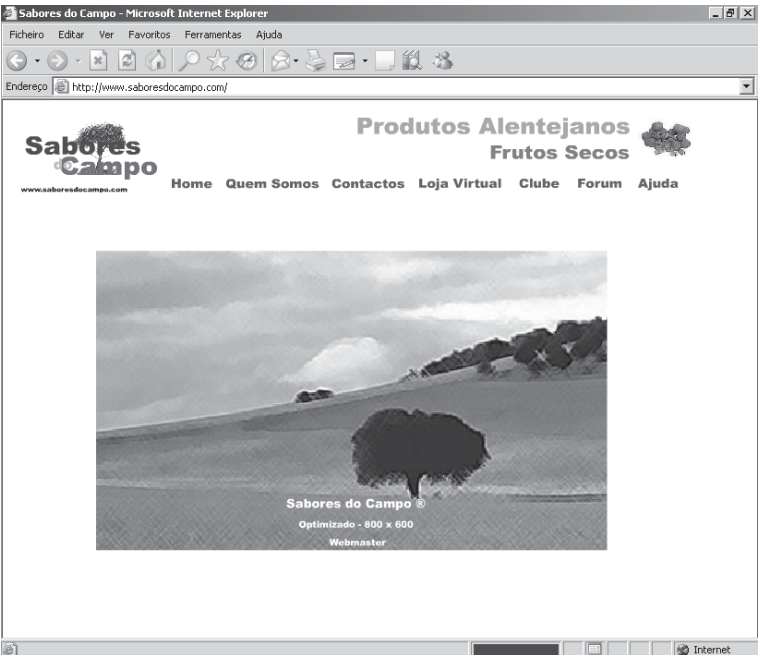 Sabores do Campo - Microsoft Internet Explorer
Ficheiro Editar Ver Favoritos Ferramentas Ajuda
Endereço http://www.saboresdocampo.com/
Sabores
do Campo
www.saboresdocampo.com
Produtos Alentejanos
Frutos Secos
Home Quem Somos Contactos Loja Virtual Clube Forum Ajuda
Sabores do Campo ®
Optimizado - 800 x 600
Webmaster
Internet